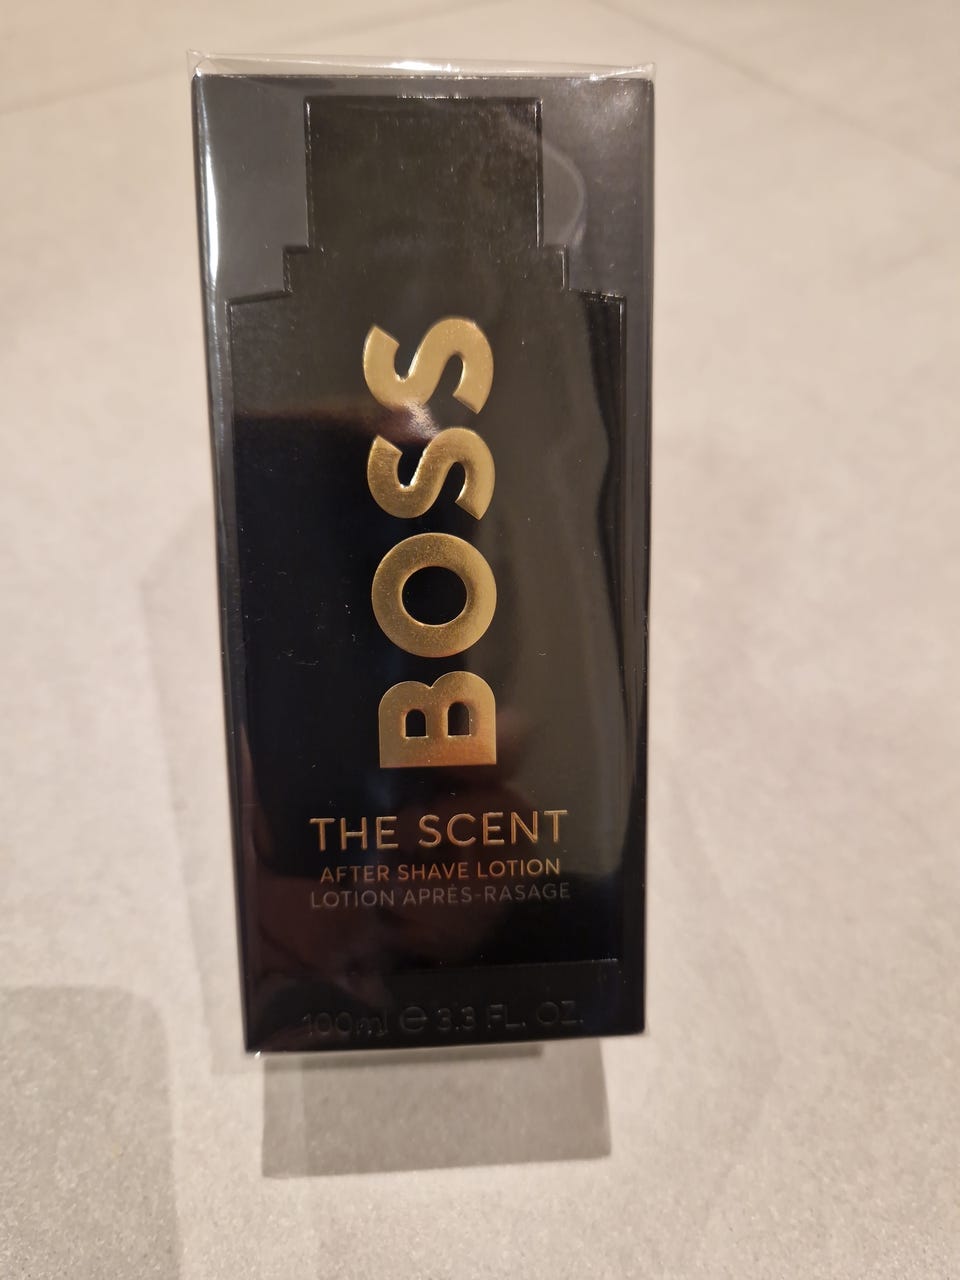 BOSS
THE SCENT
AFTER SHAVE LOTION
LOTION APRÈS-RASAGE
100ml ℮ 3.3 FL. OZ.